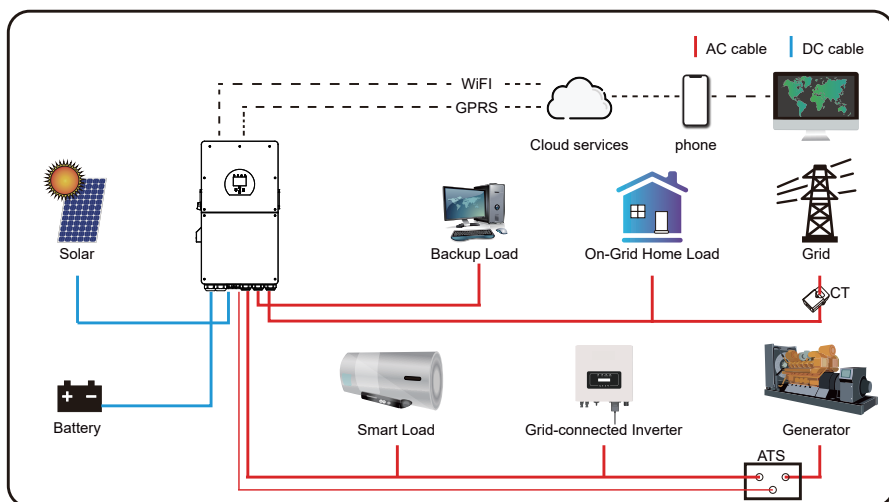 AC cable
DC cable
WiFI
GPRS
Cloud services
phone
Solar
Backup Load
On-Grid Home Load
Grid
CT
Battery
Smart Load
Grid-connected Inverter
Generator
ATS